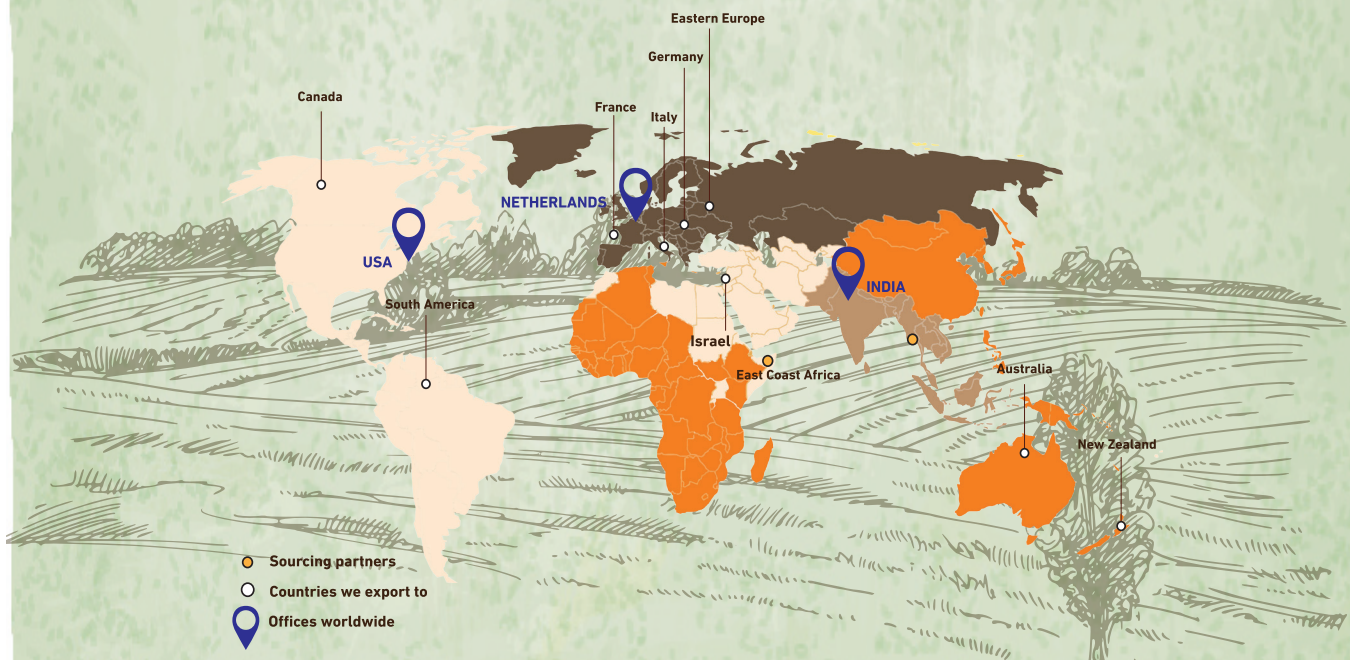 Eastern Europe
Germany
Canada
France
Italy
NETHERLANDS
USA
INDIA
South America
Israel
East Coast Africa
Australia
New Zealand
Sourcing partners
Countries we export to
Offices worldwide